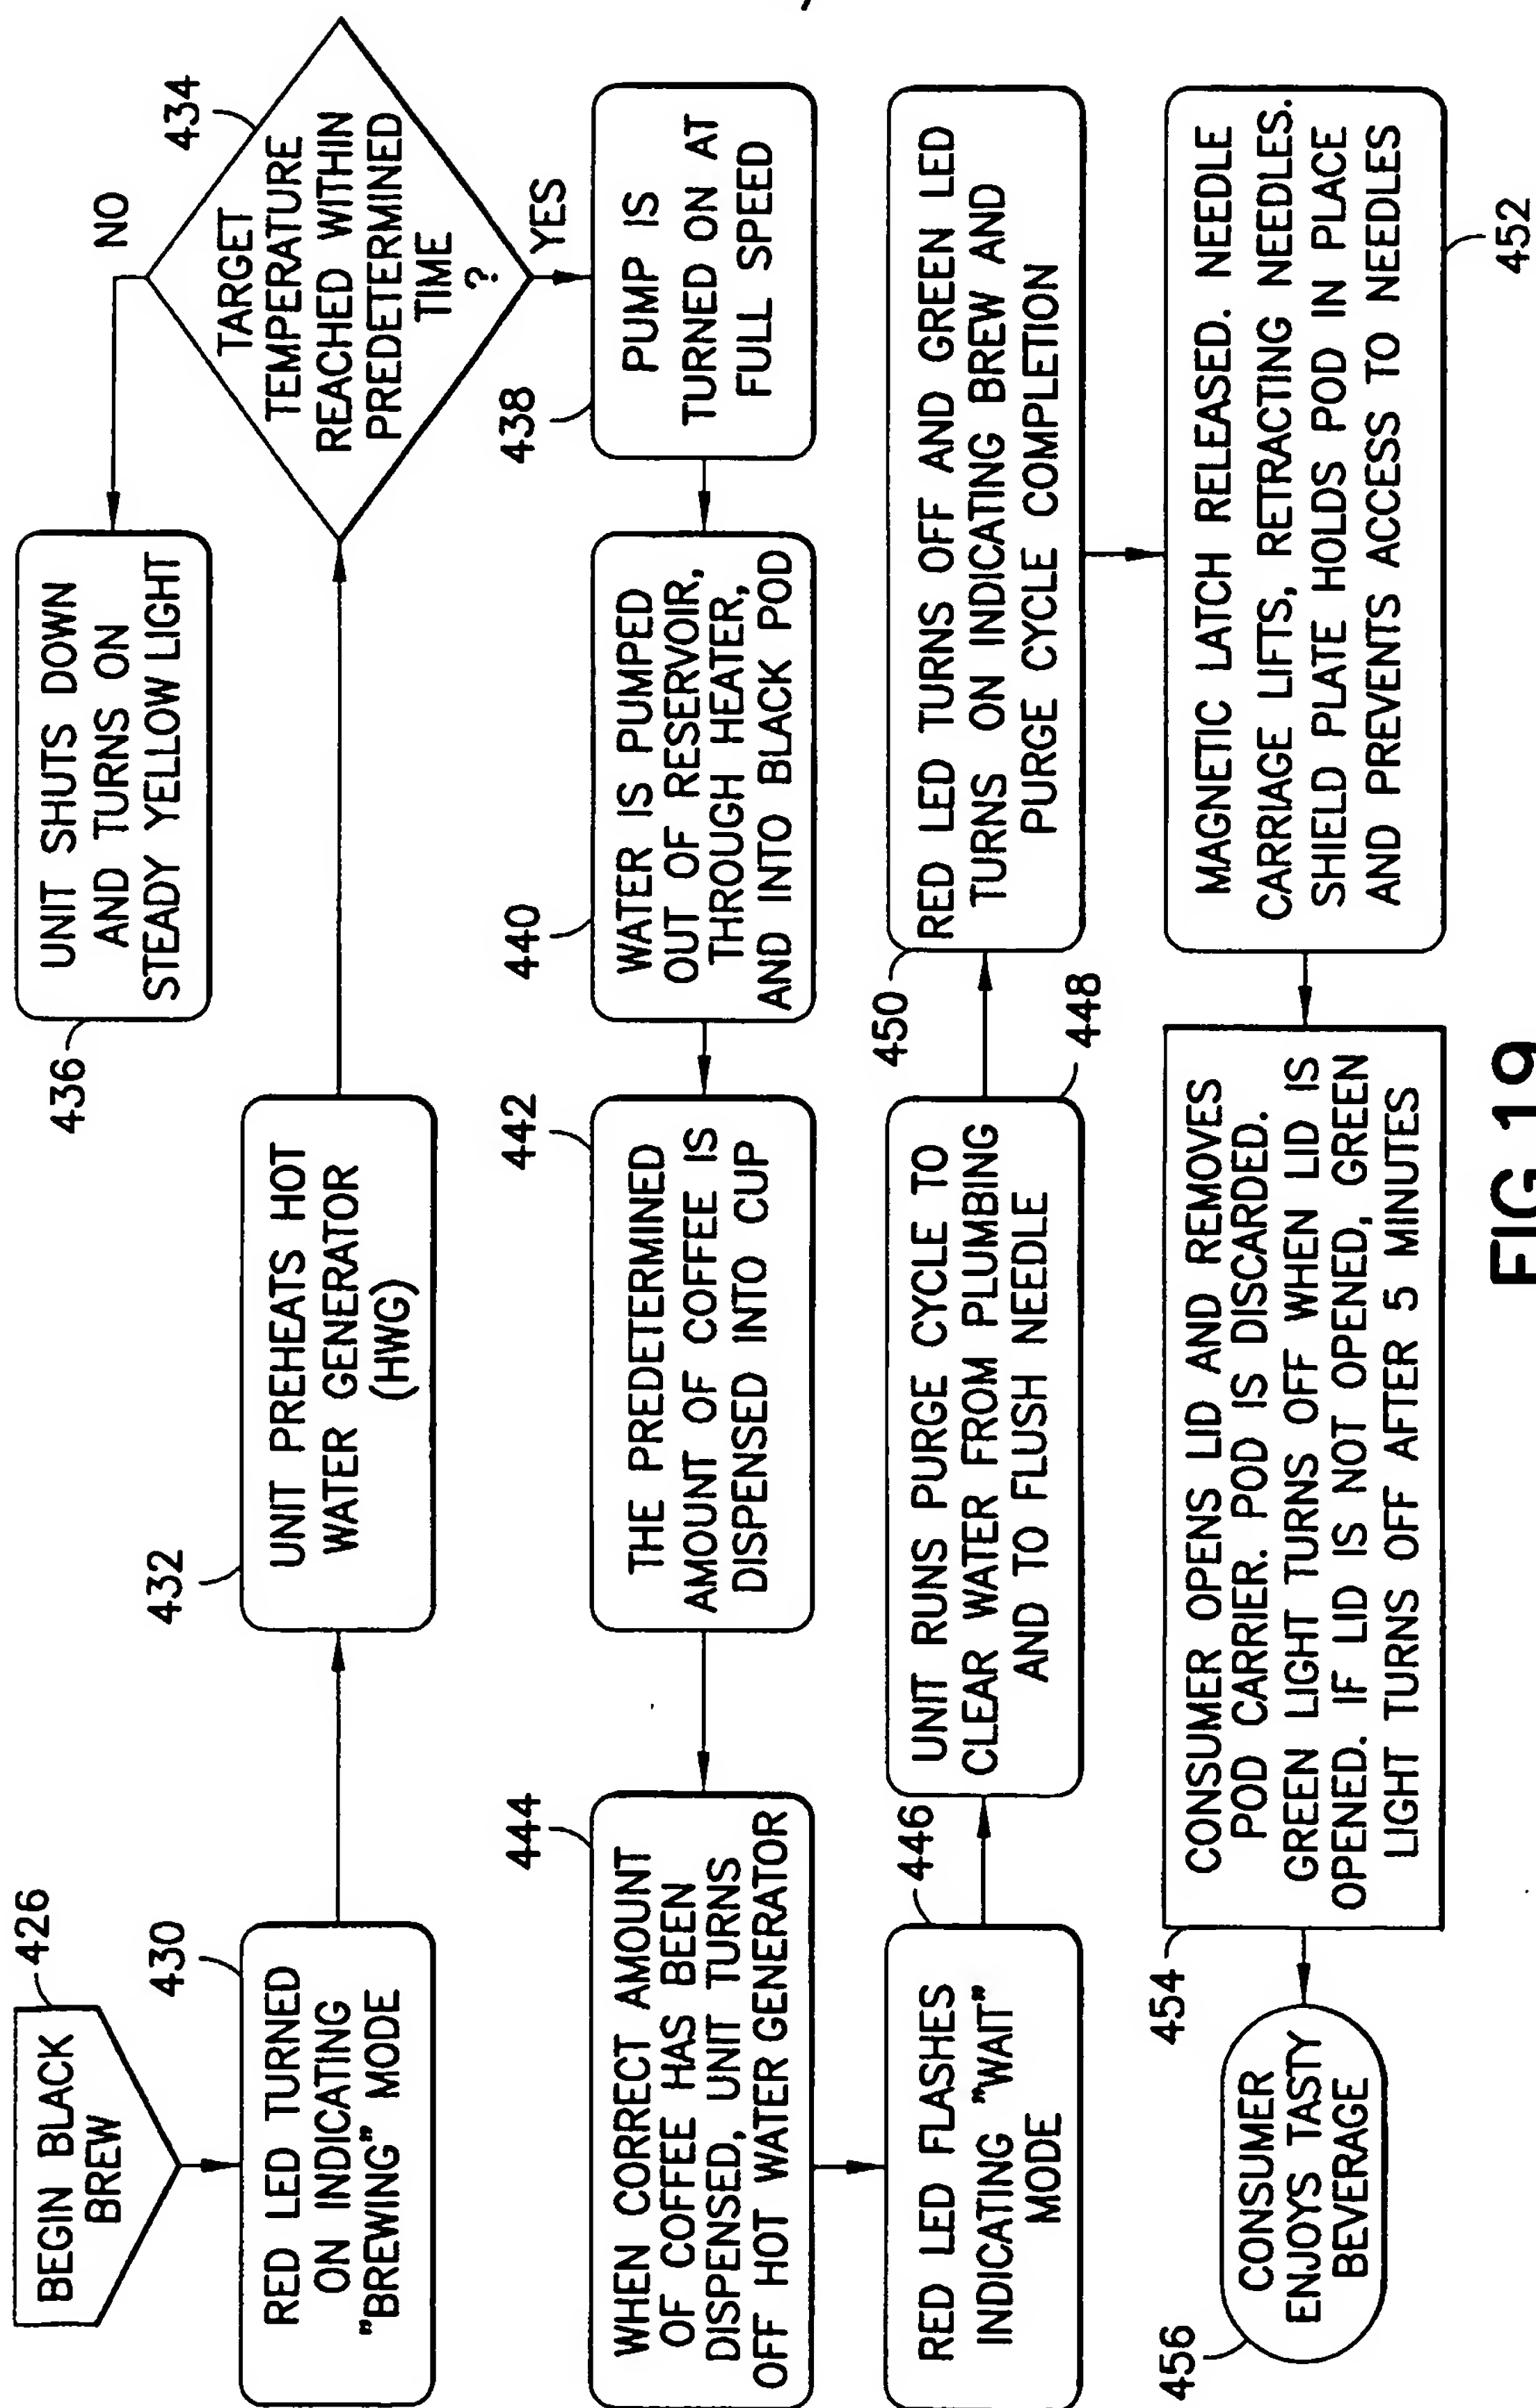 426
BEGIN BLACK
BREW
430
RED LED TURNED
ON INDICATING
"BREWING" MODE
432
UNIT PREHEATS HOT
WATER GENERATOR
(HWG)
434
TARGET
TEMPERATURE
REACHED WITHIN
PREDETERMINED
TIME
?
NO
436
UNIT SHUTS DOWN
AND TURNS ON
STEADY YELLOW LIGHT
YES
438
PUMP IS
TURNED ON AT
FULL SPEED
440
WATER IS PUMPED
OUT OF RESERVOIR,
THROUGH HEATER,
AND INTO BLACK POD
442
THE PREDETERMINED
AMOUNT OF COFFEE IS
DISPENSED INTO CUP
444
WHEN CORRECT AMOUNT
OF COFFEE HAS BEEN
DISPENSED, UNIT TURNS
OFF HOT WATER GENERATOR
446
RED LED FLASHES
INDICATING "WAIT"
MODE
448
UNIT RUNS PURGE CYCLE TO
CLEAR WATER FROM PLUMBING
AND TO FLUSH NEEDLE
450
RED LED TURNS OFF AND GREEN LED
TURNS ON INDICATING BREW AND
PURGE CYCLE COMPLETION
452
MAGNETIC LATCH RELEASED. NEEDLE
CARRIAGE LIFTS, RETRACTING NEEDLES.
SHIELD PLATE HOLDS POD IN PLACE
AND PREVENTS ACCESS TO NEEDLES
454
CONSUMER OPENS LID AND REMOVES
POD CARRIER. POD IS DISCARDED.
GREEN LIGHT TURNS OFF WHEN LID IS
OPENED. IF LID IS NOT OPENED, GREEN
LIGHT TURNS OFF AFTER 5 MINUTES
456
CONSUMER
ENJOYS TASTY
BEVERAGE
FIG.19